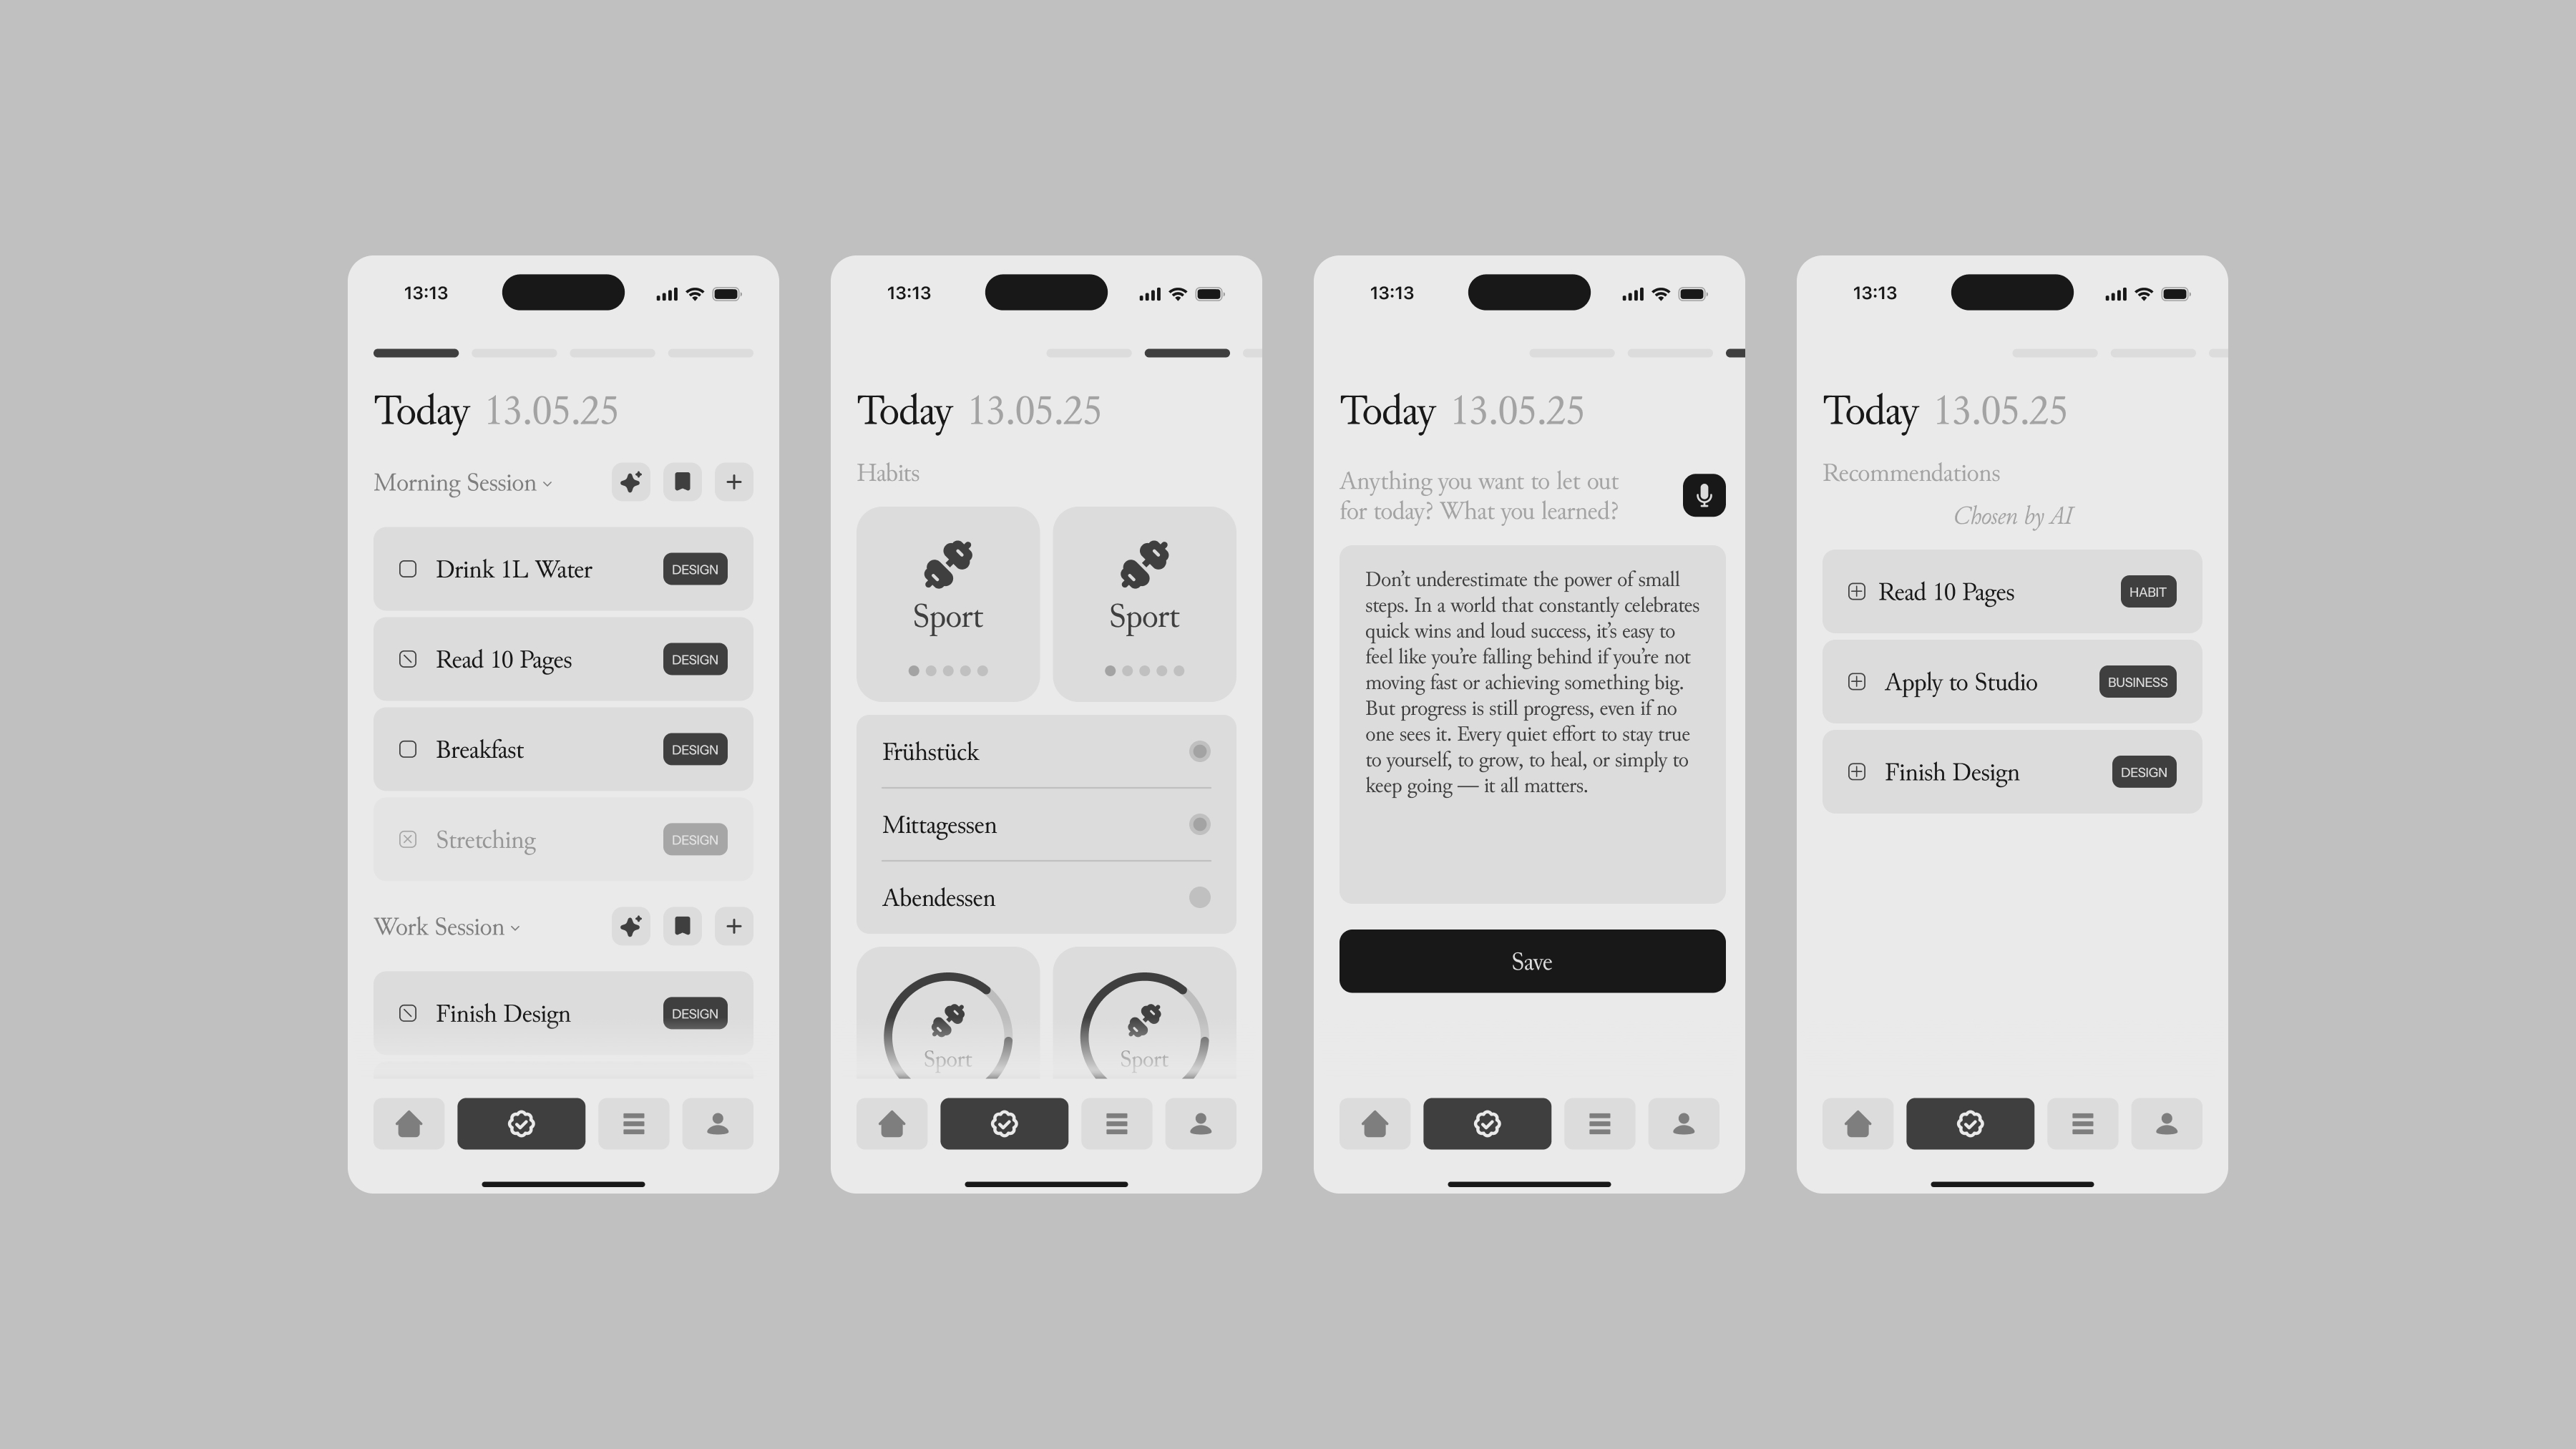 13:13
Today 13.05.25
Morning Session
Drink 1L Water DESIGN
Read 10 Pages DESIGN
Breakfast DESIGN
Stretching DESIGN
Work Session
Finish Design DESIGN
13:13
Today 13.05.25
Habits
Sport Sport
Frühstück
Mittagessen
Abendessen
Sport Sport
13:13
Today 13.05.25
Anything you want to let out
for today? What you learned?
Don’t underestimate the power of small
steps. In a world that constantly celebrates
quick wins and loud success, it’s easy to
feel like you’re falling behind if you’re not
moving fast or achieving something big.
But progress is still progress, even if no
one sees it. Every quiet effort to stay true
to yourself, to grow, to heal, or simply to
keep going — it all matters.
Save
13:13
Today 13.05.25
Recommendations
Chosen by AI
Read 10 Pages HABIT
Apply to Studio BUSINESS
Finish Design DESIGN